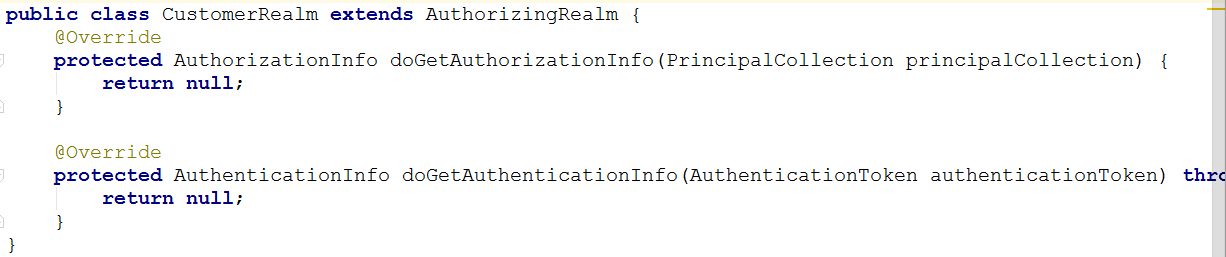 public class CustomerRealm extends AuthorizingRealm {
@Override
protected AuthorizationInfo doGetAuthorizationInfo(PrincipalCollection principalCollection) {
return null;
}
@Override
protected AuthenticationInfo doGetAuthenticationInfo(AuthenticationToken authenticationToken)
return null;
}
}